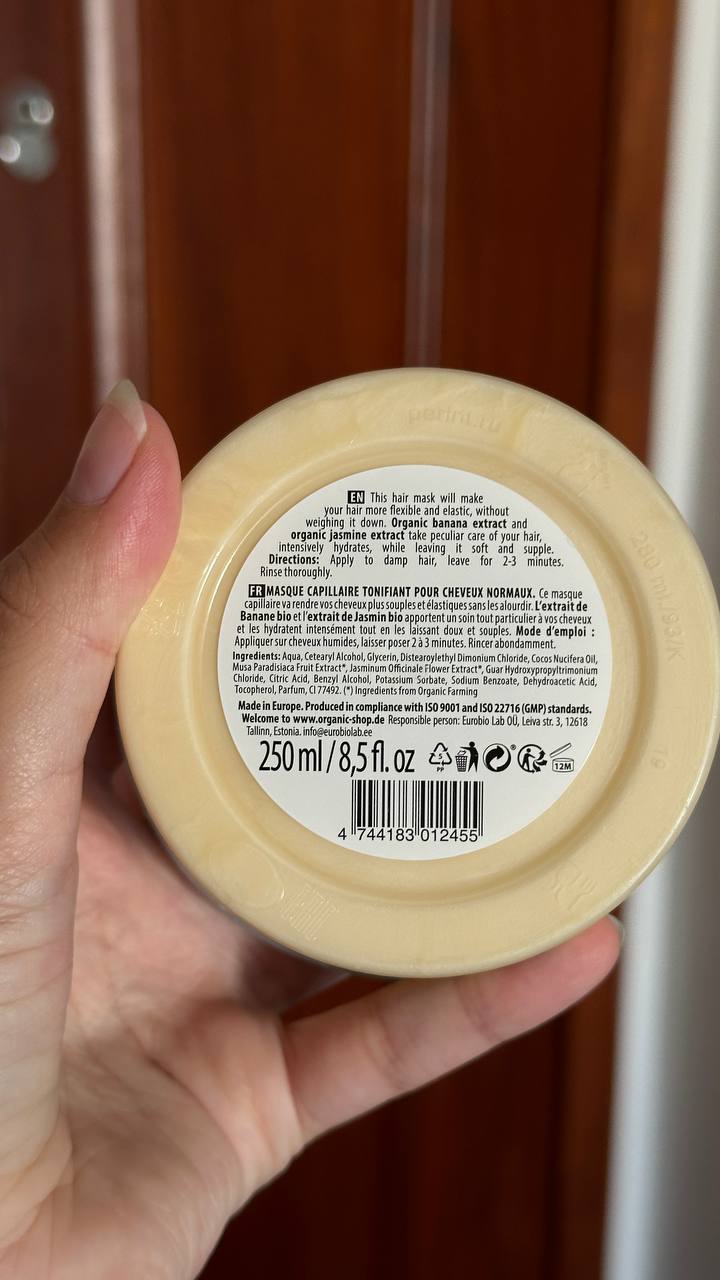 perint.ru
280 ml./93/K
19
EN This hair mask will make
your hair more flexible and elastic, without
weighing it down. Organic banana extract and
organic jasmine extract take peculiar care of your hair,
intensively hydrates, while leaving it soft and supple.
Directions: Apply to damp hair, leave for 2-3 minutes.
Rinse thoroughly.
FR MASQUE CAPILLAIRE TONIFIANT POUR CHEVEUX NORMAUX. Ce masque
capillaire va rendre vos cheveux plus souples et élastiques sans les alourdir. L'extrait de
Banane bio et l'extrait de Jasmin bio apportent un soin tout particulier à vos cheveux
et les hydratent intensément tout en les laissant doux et souples. Mode d'emploi :
Appliquer sur cheveux humides, laisser poser 2 à 3 minutes. Rincer abondamment.
Ingredients: Aqua, Cetearyl Alcohol, Glycerin, Distearoylethyl Dimonium Chloride, Cocos Nucifera Oil,
Musa Paradisiaca Fruit Extract*, Jasminum Officinale Flower Extract*, Guar Hydroxypropyltrimonium
Chloride, Citric Acid, Benzyl Alcohol, Potassium Sorbate, Sodium Benzoate, Dehydroacetic Acid,
Tocopherol, Parfum, CI 77492. (*) Ingredients from Organic Farming
Made in Europe. Produced in compliance with ISO 9001 and ISO 22716 (GMP) standards.
Welcome to www.organic-shop.de Responsible person: Eurobio Lab OÜ, Leiva str. 3, 12618
Tallinn, Estonia. info@eurobiolab.ee
250 ml / 8,5 fl. oz
5
PP
12M
4 744183 012455